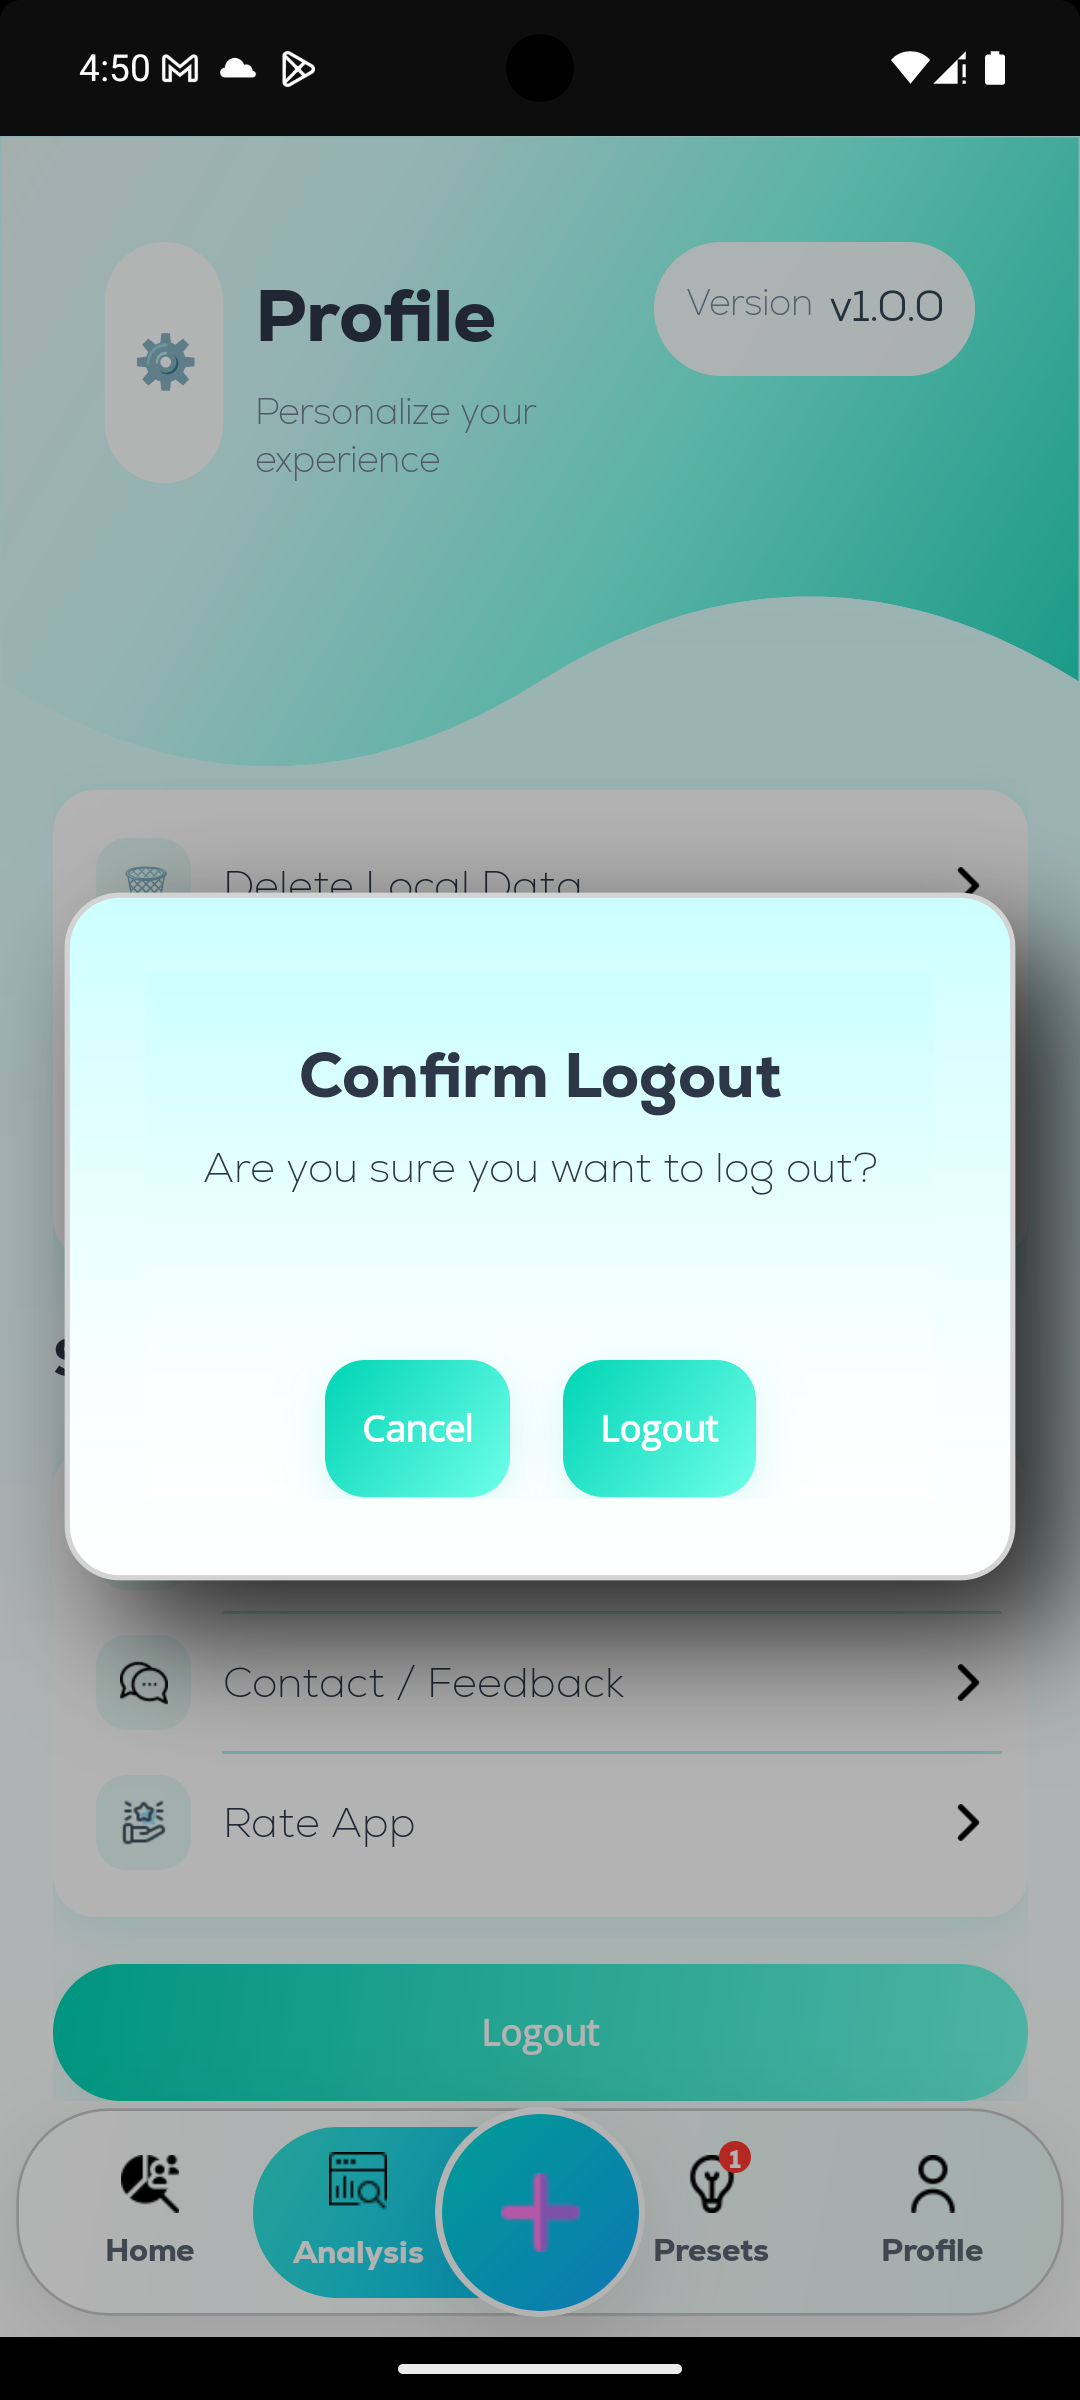 4:50
Profile
Version v1.0.0
Personalize your
experience
Delete Local Data
Confirm Logout
Are you sure you want to log out?
Cancel
Logout
Contact / Feedback
Rate App
Logout
1
Home
Analysis
Presets
Profile